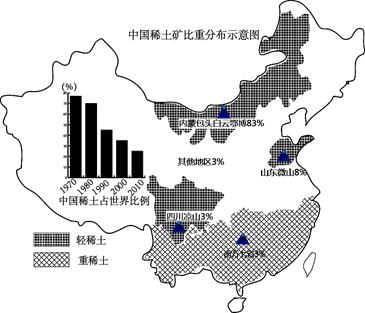 中国稀土矿比重分布示意图
(%)
内蒙包头白云鄂博83%
其他地区3%
山东微山8%
1970
1980
1990
2000
2010
中国稀土占世界比例
四川凉山3%
南方七省3%
轻稀土
重稀土